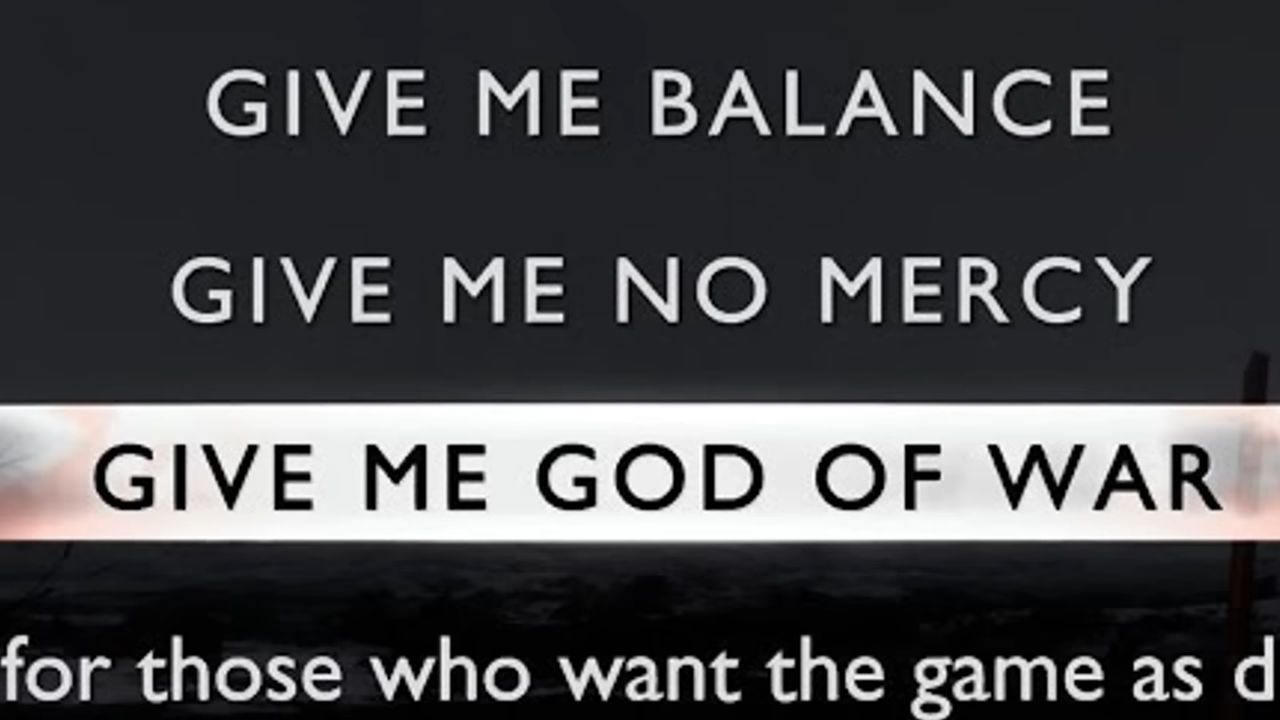 GIVE ME BALANCE
GIVE ME NO MERCY
GIVE ME GOD OF WAR
for those who want the game as d